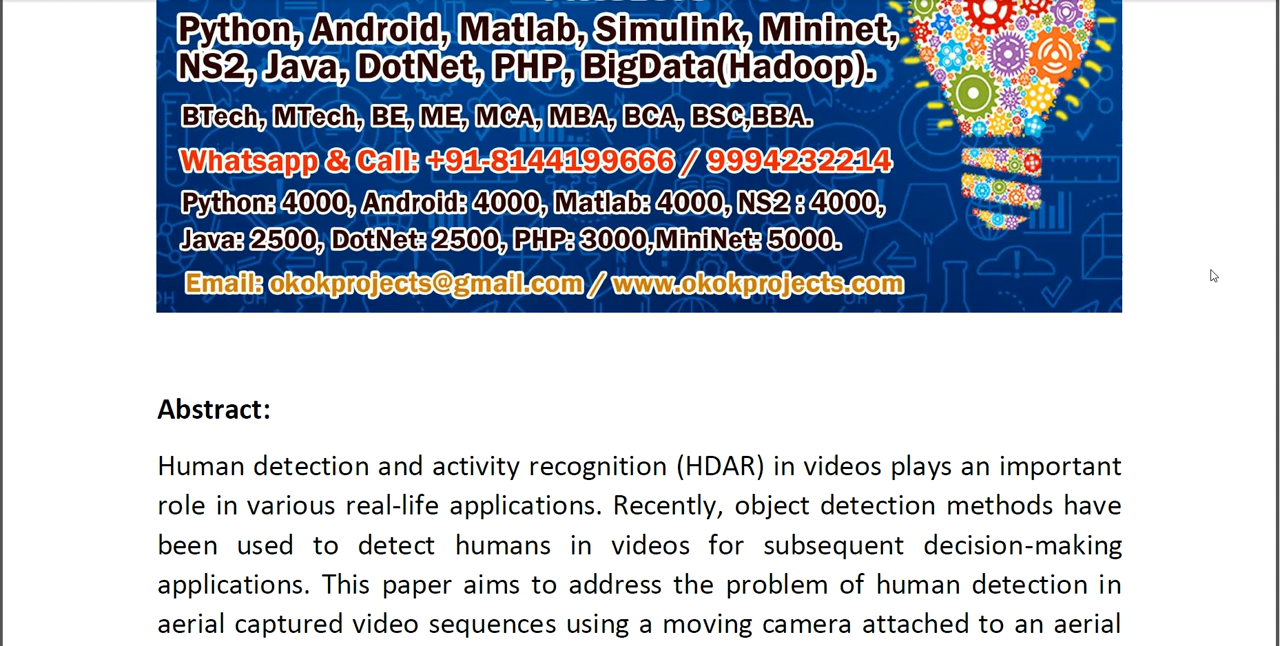 Python, Android, Matlab, Simulink, Mininet,
NS2, Java, DotNet, PHP, BigData(Hadoop).
BTech, MTech, BE, ME, MCA, MBA, BCA, BSC,BBA.
Whatsapp & Call: +91-8144199666 / 9994232214
Python: 4000, Android: 4000, Matlab: 4000, NS2 : 4000,
Java: 2500, DotNet: 2500, PHP: 3000,MiniNet: 5000.
Email: okokprojects@gmail.com / www.okokprojects.com
Abstract:
Human detection and activity recognition (HDAR) in videos plays an important
role in various real-life applications. Recently, object detection methods have
been used to detect humans in videos for subsequent decision-making
applications. This paper aims to address the problem of human detection in
aerial captured video sequences using a moving camera attached to an aerial